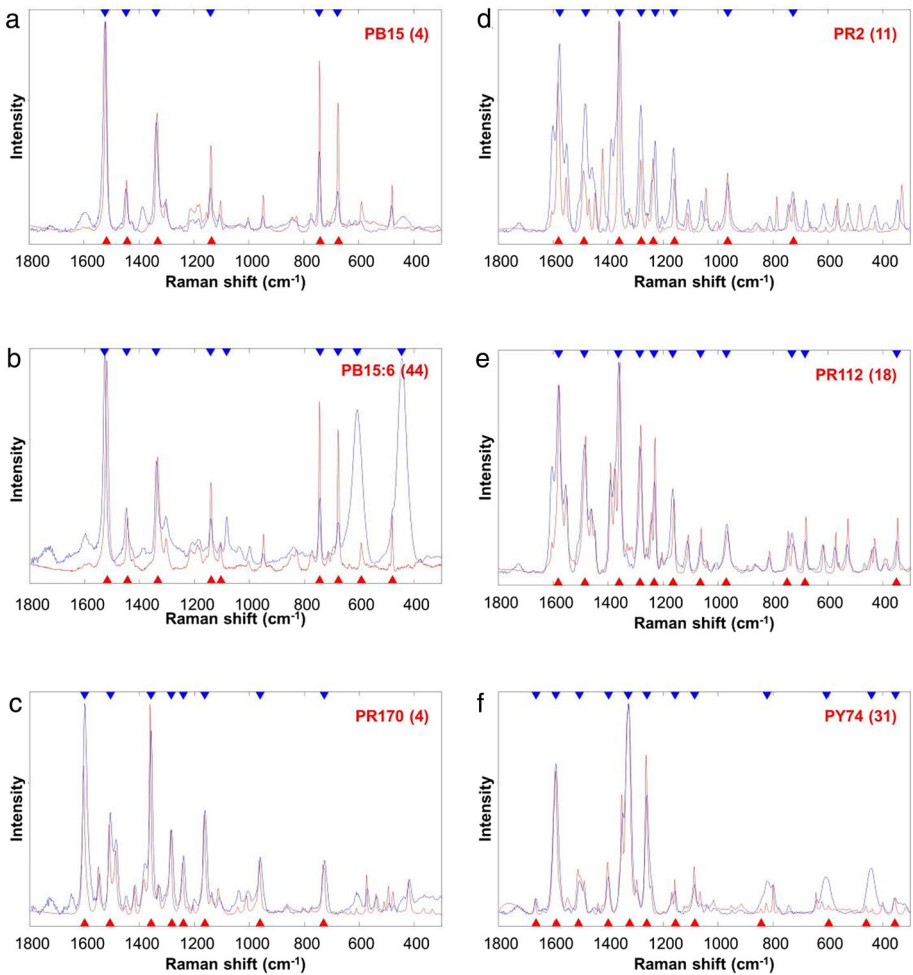 a
PB15 (4)
Intensity
1800 1600 1400 1200 1000 800 600 400
Raman shift (cm-1)
d
PR2 (11)
Intensity
1800 1600 1400 1200 1000 800 600 400
Raman shift (cm-1)
b
PB15:6 (44)
Intensity
1800 1600 1400 1200 1000 800 600 400
Raman shift (cm-1)
e
PR112 (18)
Intensity
1800 1600 1400 1200 1000 800 600 400
Raman shift (cm-1)
c
PR170 (4)
Intensity
1800 1600 1400 1200 1000 800 600 400
Raman shift (cm-1)
f
PY74 (31)
Intensity
1800 1600 1400 1200 1000 800 600 400
Raman shift (cm-1)